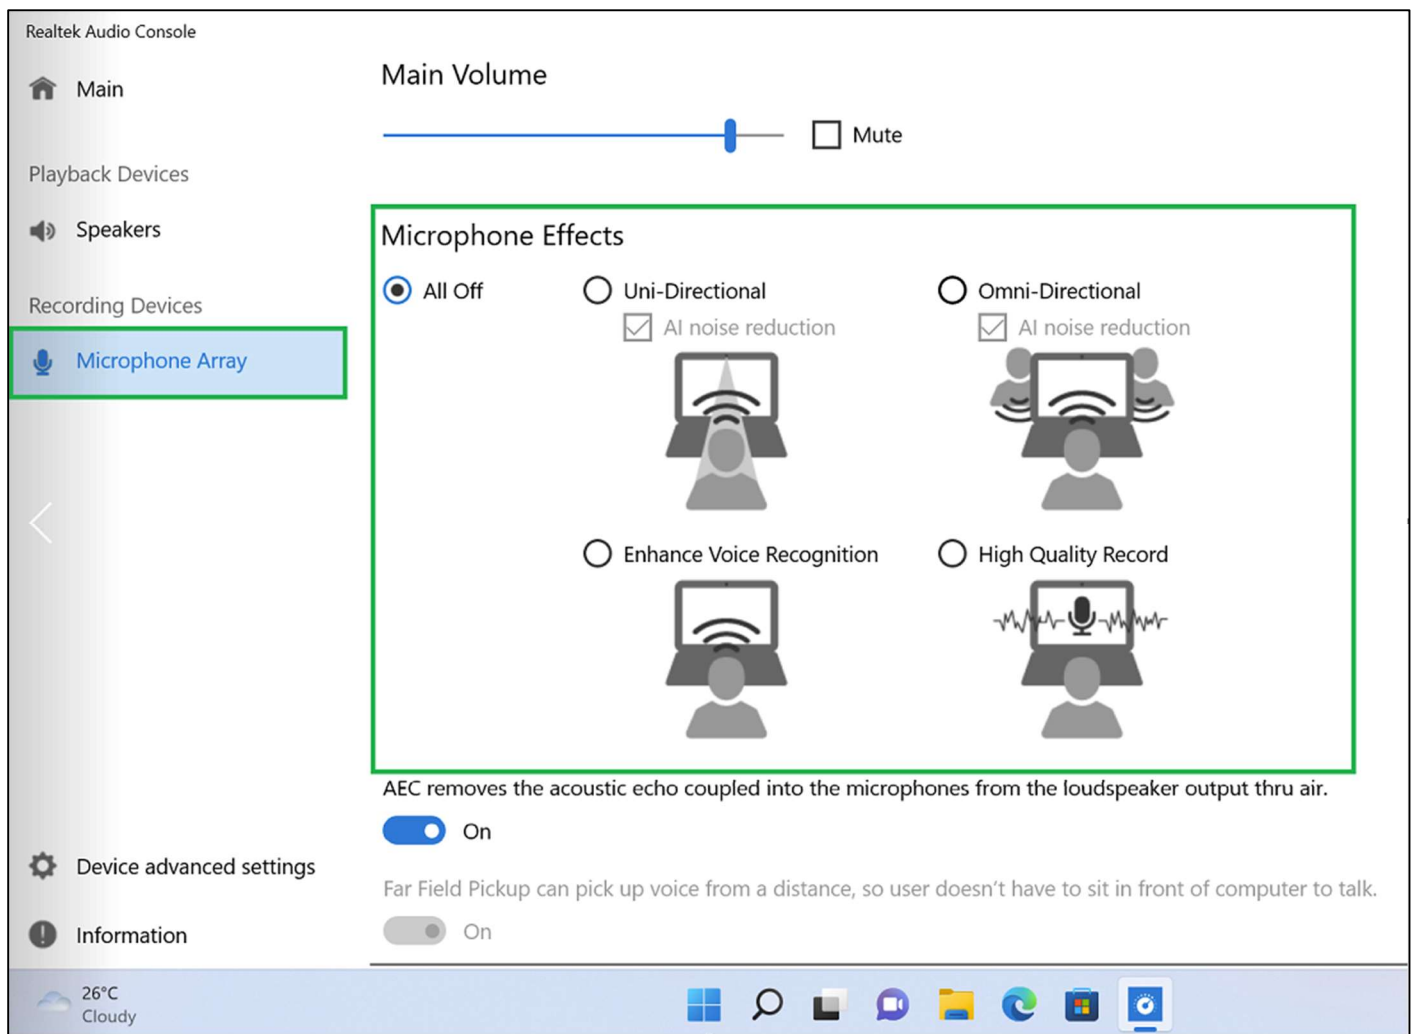 Realtek Audio Console
Main
Playback Devices
Speakers
Recording Devices
Microphone Array
Device advanced settings
Information
Main Volume
Mute
Microphone Effects
All Off
Uni-Directional
AI noise reduction
Omni-Directional
AI noise reduction
Enhance Voice Recognition
High Quality Record
AEC removes the acoustic echo coupled into the microphones from the loudspeaker output thru air.
On
Far Field Pickup can pick up voice from a distance, so user doesn't have to sit in front of computer to talk.
On
26°C
Cloudy